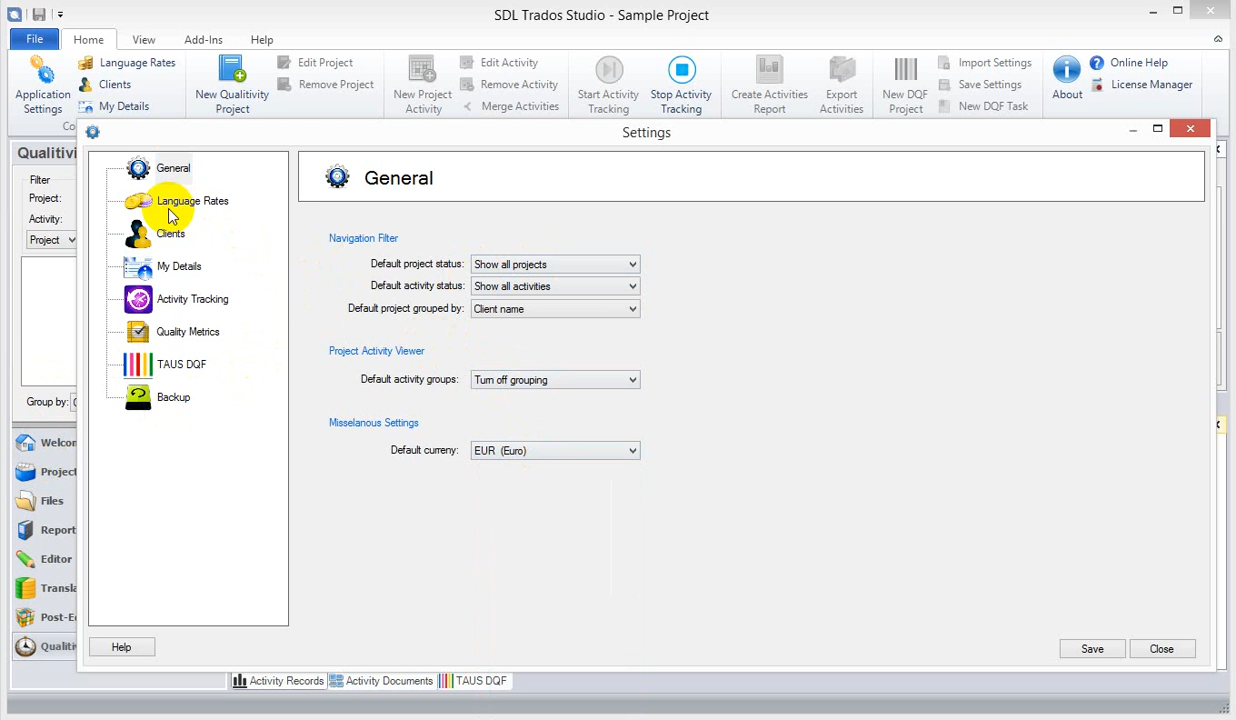 SDL Trados Studio - Sample Project
File
Home
View
Add-Ins
Help
Application Settings
Language Rates
Clients
My Details
New Qualitivity Project
Edit Project
Remove Project
New Project Activity
Edit Activity
Remove Activity
Merge Activities
Start Activity Tracking
Stop Activity Tracking
Create Activities Report
Export Activities
New DQF Project
Import Settings
Save Settings
New DQF Task
About
Online Help
License Manager
Co
Settings
Qualitivi
Filter
Project:
Activity:
Project
Group by:
Welcon
Project
Files
Report
Editor
Transla
Post-E
Qualiti
General
Language Rates
Clients
My Details
Activity Tracking
Quality Metrics
TAUS DQF
Backup
General
Navigation Filter
Default project status: Show all projects
Default activity status: Show all activities
Default project grouped by: Client name
Project Activity Viewer
Default activity groups: Turn off grouping
Misselanous Settings
Default curreny: EUR (Euro)
Help
Save
Close
Activity Records
Activity Documents
TAUS DQF